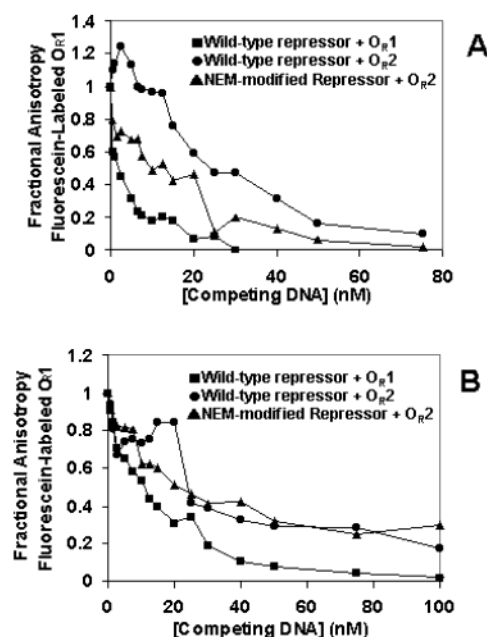 A
Wild-type repressor + OR1
Wild-type repressor + OR2
NEM-modified Repressor + OR2
Fractional Anisotropy
Fluorescein-Labeled OR1
1.4
1.2
1
0.8
0.6
0.4
0.2
0
0 20 40 60 80
[Competing DNA] (nM)
B
Wild-type repressor + OR1
Wild-type repressor + OR2
NEM-modified Repressor + OR2
Fractional Anisotropy
Fluorescein-labeled OR1
1.2
1
0.8
0.6
0.4
0.2
0
0 20 40 60 80 100
[Competing DNA] (nM)